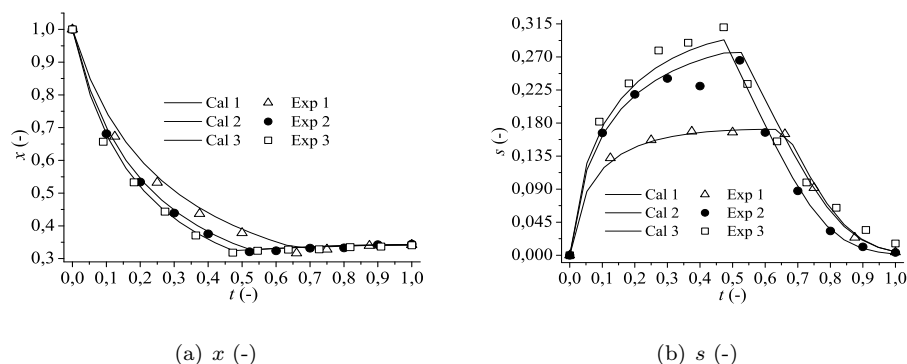 1,0
0,9
0,8
0,7
0,6
0,5
0,4
0,3
x (-)
Cal 1 Exp 1
Cal 2 Exp 2
Cal 3 Exp 3
0,0 0,1 0,2 0,3 0,4 0,5 0,6 0,7 0,8 0,9 1,0
t (-)
(a) x (-)
0,315
0,270
0,225
0,180
0,135
0,090
0,045
0,000
s (-)
Cal 1 Exp 1
Cal 2 Exp 2
Cal 3 Exp 3
0,0 0,1 0,2 0,3 0,4 0,5 0,6 0,7 0,8 0,9 1,0
t (-)
(b) s (-)